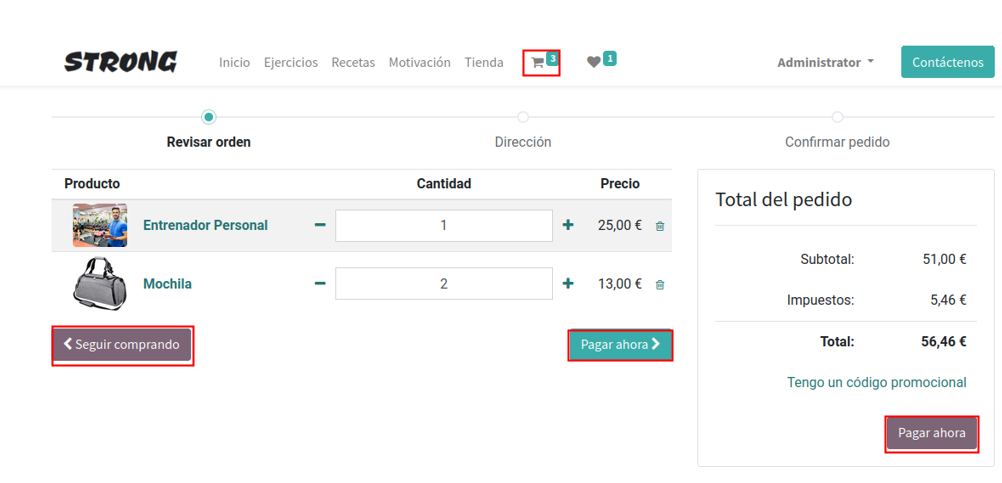 STRONG Inicio Ejercicios Recetas Motivación Tienda 3 1 Administrator Contáctenos
Revisar orden Dirección Confirmar pedido
Producto Cantidad Precio
Entrenador Personal 1 25,00 €
Mochila 2 13,00 €
Seguir comprando Pagar ahora
Total del pedido
Subtotal: 51,00 €
Impuestos: 5,46 €
Total: 56,46 €
Tengo un código promocional
Pagar ahora